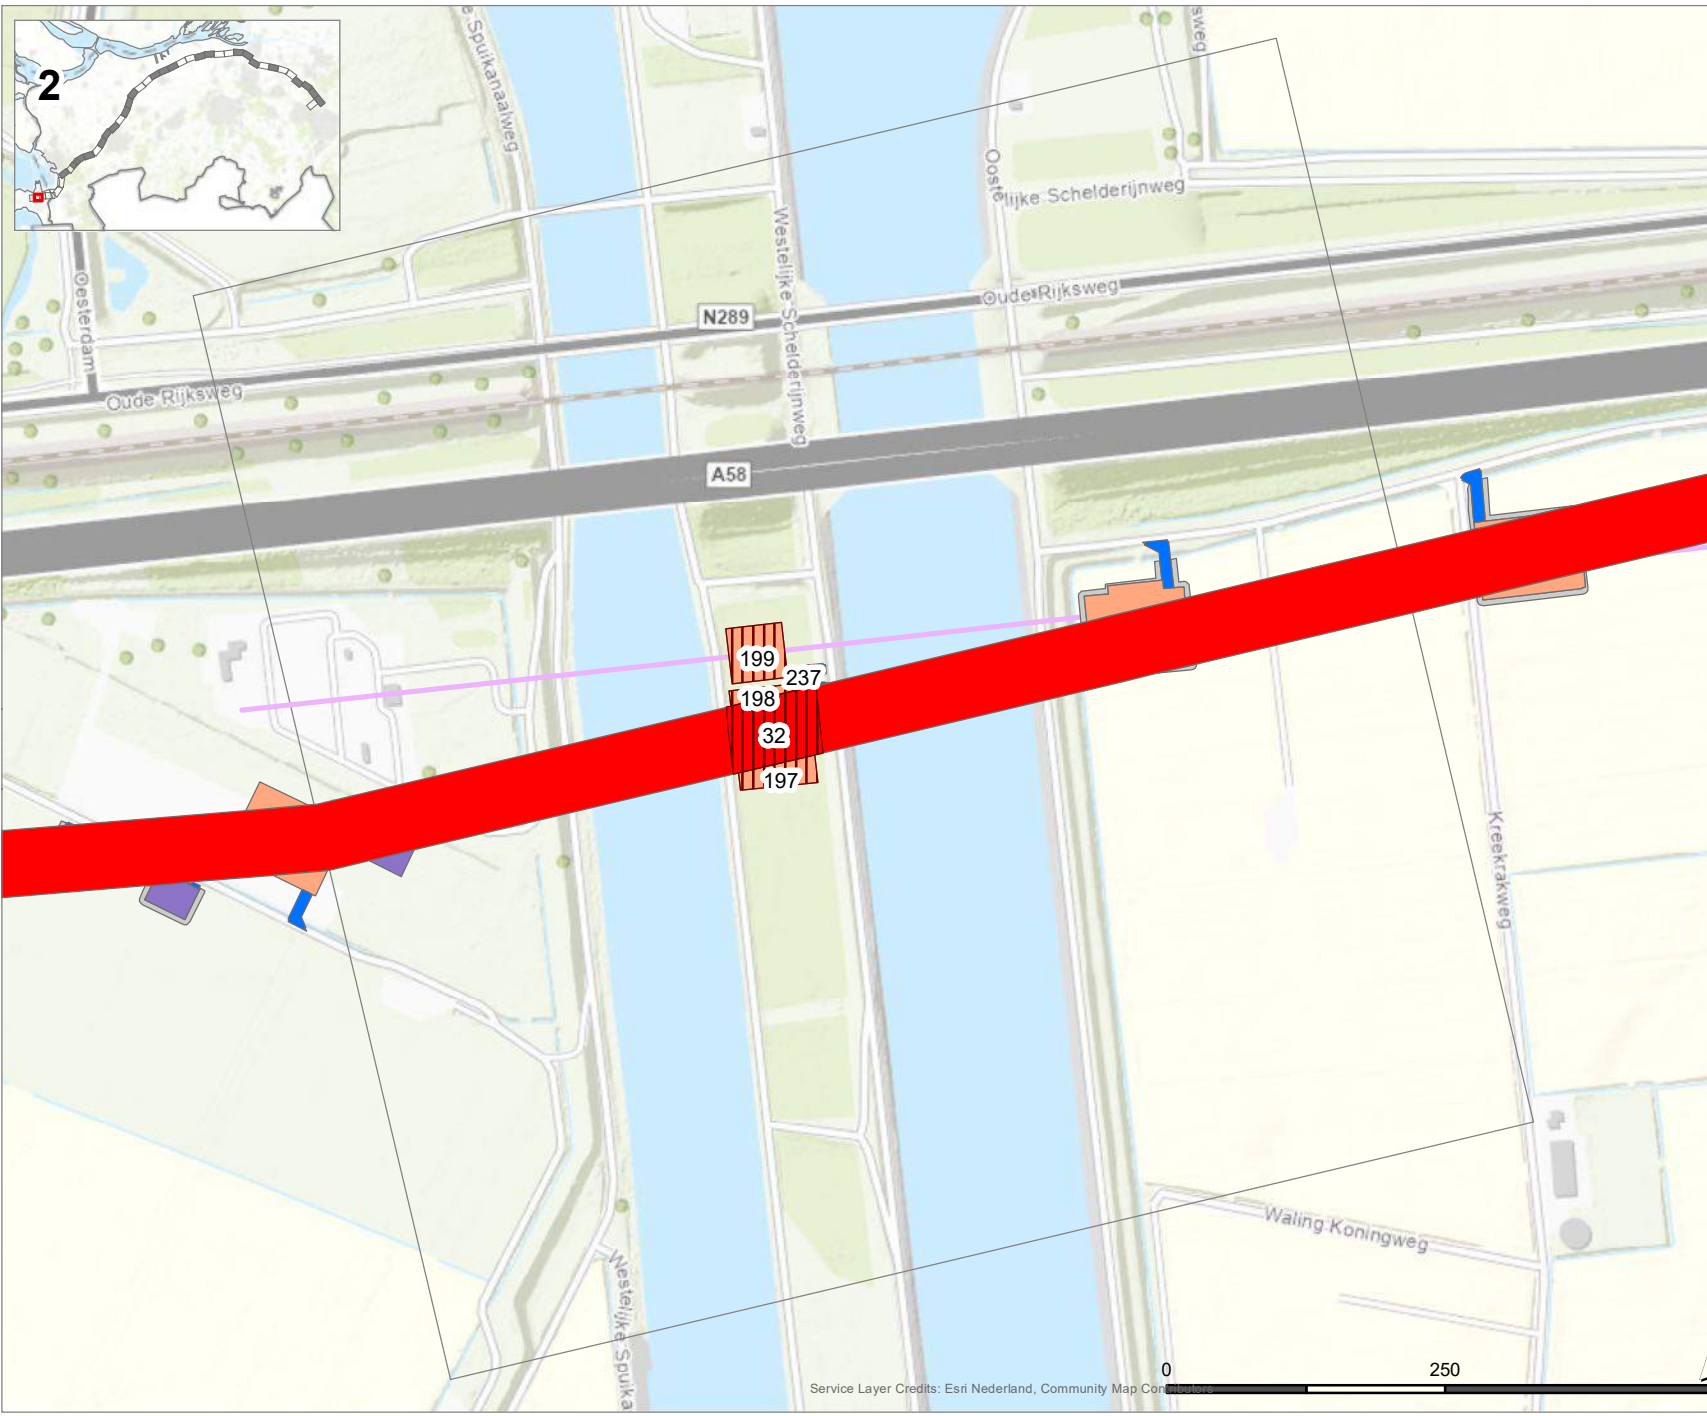 2
e Spuikanaalweg
sweg
Oostelijke Schelderijnweg
Westelijke Schelderijnweg
Oesterdam
N289
Oude Rijksweg
Oude Rijksweg
A58
199
237
198
32
197
Kreekrakweg
Waling Koningweg
Westelijke Spuika
0
250
Service Layer Credits: Esri Nederland, Community Map Contributors